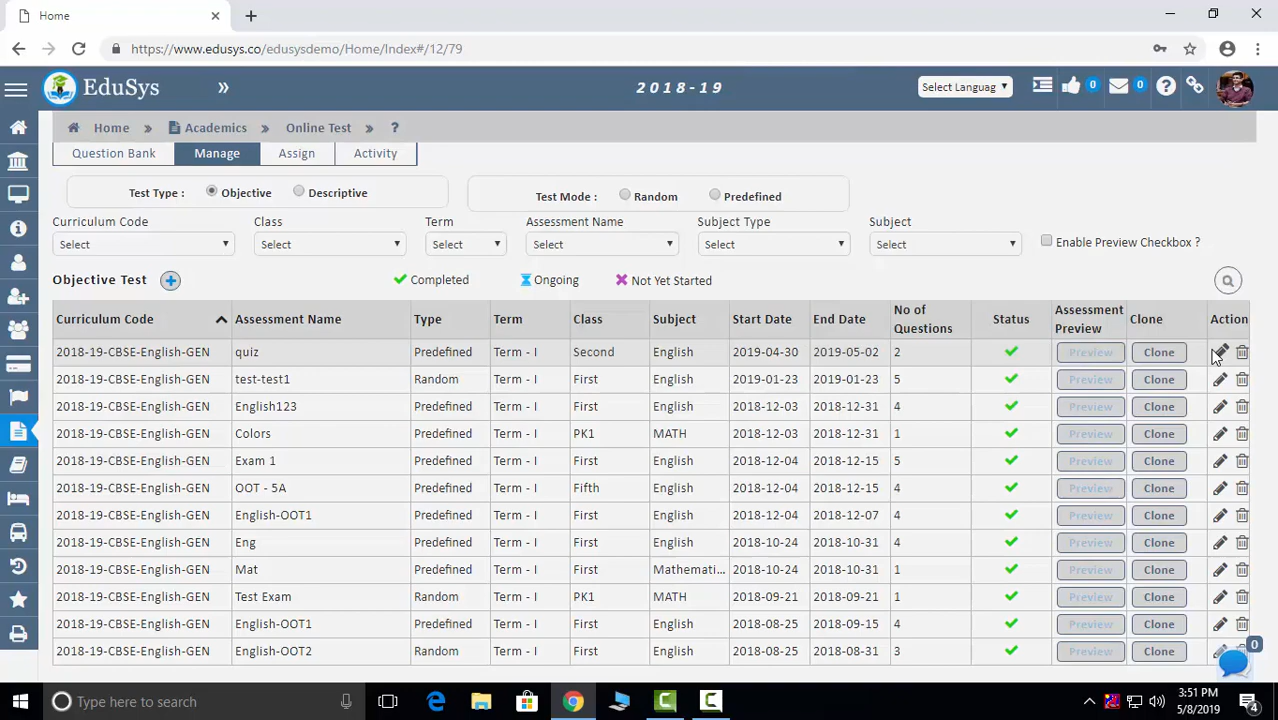 Home
https://www.edusys.co/edusysdemo/Home/Index#/12/79
EduSys » 2018-19 Select Languag 0 0
Home » Academics » Online Test » ?
Question Bank Manage Assign Activity
Test Type : Objective Descriptive Test Mode : Random Predefined
Curriculum Code Class Term Assessment Name Subject Type Subject
Select Select Select Select Select Select Enable Preview Checkbox ?
Objective Test Completed Ongoing Not Yet Started
Curriculum Code Assessment Name Type Term Class Subject Start Date End Date No of Questions Status Assessment Preview Clone Action
2018-19-CBSE-English-GEN quiz Predefined Term - I Second English 2019-04-30 2019-05-02 2 Preview Clone
2018-19-CBSE-English-GEN test-test1 Random Term - I First English 2019-01-23 2019-01-23 5 Preview Clone
2018-19-CBSE-English-GEN English123 Predefined Term - I First English 2018-12-03 2018-12-31 4 Preview Clone
2018-19-CBSE-English-GEN Colors Predefined Term - I PK1 MATH 2018-12-03 2018-12-31 1 Preview Clone
2018-19-CBSE-English-GEN Exam 1 Predefined Term - I First English 2018-12-04 2018-12-15 5 Preview Clone
2018-19-CBSE-English-GEN OOT - 5A Predefined Term - I Fifth English 2018-12-04 2018-12-15 4 Preview Clone
2018-19-CBSE-English-GEN English-OOT1 Predefined Term - I First English 2018-12-04 2018-12-07 4 Preview Clone
2018-19-CBSE-English-GEN Eng Predefined Term - I First English 2018-10-24 2018-10-31 4 Preview Clone
2018-19-CBSE-English-GEN Mat Predefined Term - I First Mathemati... 2018-10-24 2018-10-31 1 Preview Clone
2018-19-CBSE-English-GEN Test Exam Random Term - I PK1 MATH 2018-09-21 2018-09-21 1 Preview Clone
2018-19-CBSE-English-GEN English-OOT1 Predefined Term - I First English 2018-08-25 2018-09-15 4 Preview Clone
2018-19-CBSE-English-GEN English-OOT2 Random Term - I First English 2018-08-25 2018-08-31 3 Preview Clone
0
Type here to search
3:51 PM
5/8/2019
4